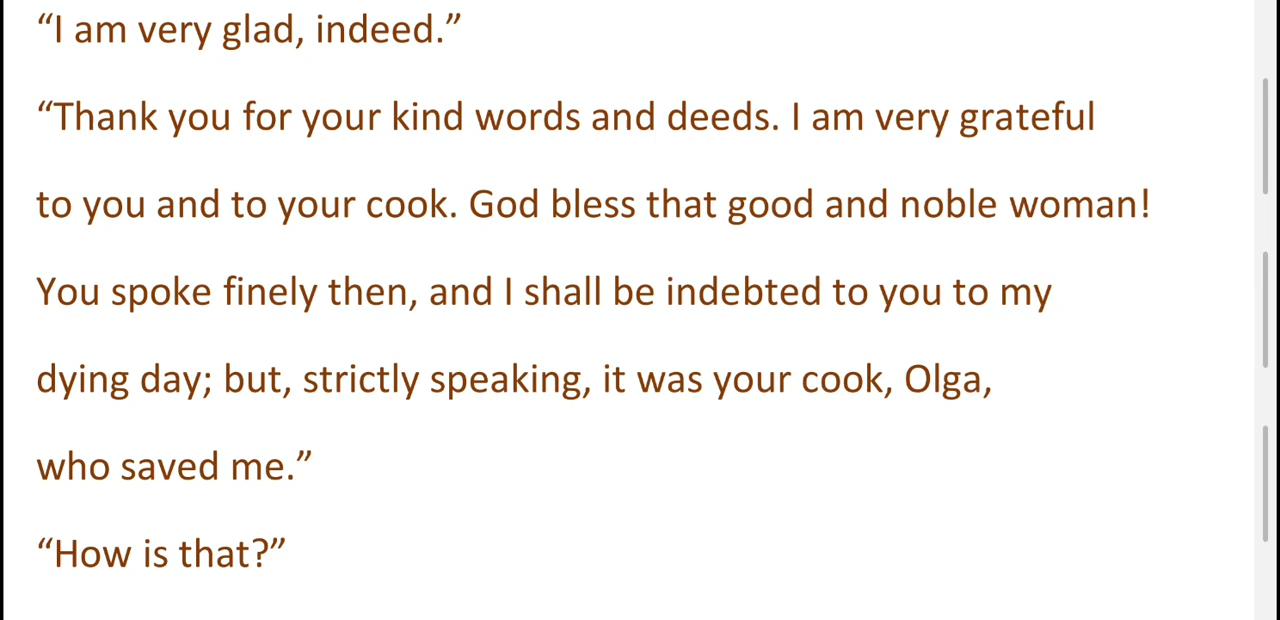 “I am very glad, indeed.”
“Thank you for your kind words and deeds. I am very grateful
to you and to your cook. God bless that good and noble woman!
You spoke finely then, and I shall be indebted to you to my
dying day; but, strictly speaking, it was your cook, Olga,
who saved me.”
“How is that?”